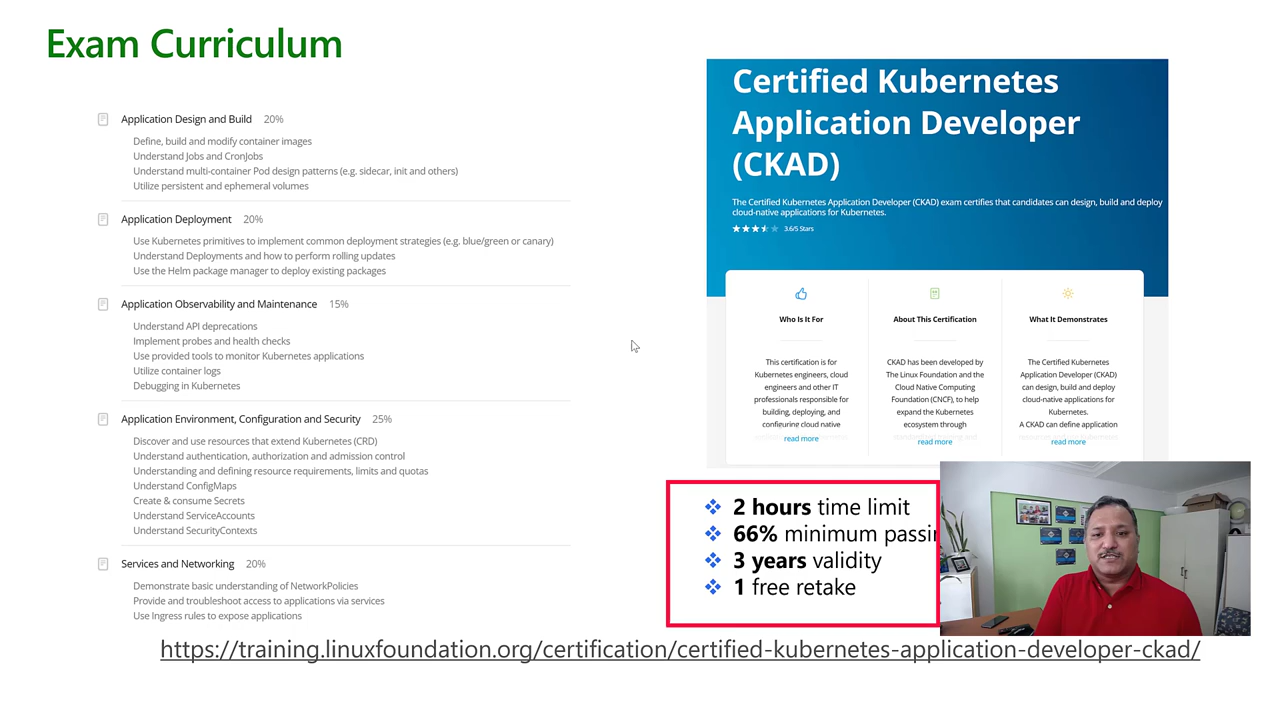 Exam Curriculum
Application Design and Build 20%
Define, build and modify container images
Understand Jobs and CronJobs
Understand multi-container Pod design patterns (e.g. sidecar, init and others)
Utilize persistent and ephemeral volumes
Application Deployment 20%
Use Kubernetes primitives to implement common deployment strategies (e.g. blue/green or canary)
Understand Deployments and how to perform rolling updates
Use the Helm package manager to deploy existing packages
Application Observability and Maintenance 15%
Understand API deprecations
Implement probes and health checks
Use provided tools to monitor Kubernetes applications
Utilize container logs
Debugging in Kubernetes
Application Environment, Configuration and Security 25%
Discover and use resources that extend Kubernetes (CRD)
Understand authentication, authorization and admission control
Understanding and defining resource requirements, limits and quotas
Understand ConfigMaps
Create & consume Secrets
Understand ServiceAccounts
Understand SecurityContexts
Services and Networking 20%
Demonstrate basic understanding of NetworkPolicies
Provide and troubleshoot access to applications via services
Use Ingress rules to expose applications
Certified Kubernetes
Application Developer
(CKAD)
The Certified Kubernetes Application Developer (CKAD) exam certifies that candidates can design, build and deploy
cloud-native applications for Kubernetes.
3.6/5 Stars
Who Is It For
This certification is for
Kubernetes engineers, cloud
engineers and other IT
professionals responsible for
building, deploying, and
configuring cloud native
read more
About This Certification
CKAD has been developed by
The Linux Foundation and the
Cloud Native Computing
Foundation (CNCF), to help
expand the Kubernetes
ecosystem through
read more
What It Demonstrates
The Certified Kubernetes
Application Developer (CKAD)
can design, build and deploy
cloud-native applications for
Kubernetes.
A CKAD can define application
read more
2 hours time limit
66% minimum passin
3 years validity
1 free retake
https://training.linuxfoundation.org/certification/certified-kubernetes-application-developer-ckad/